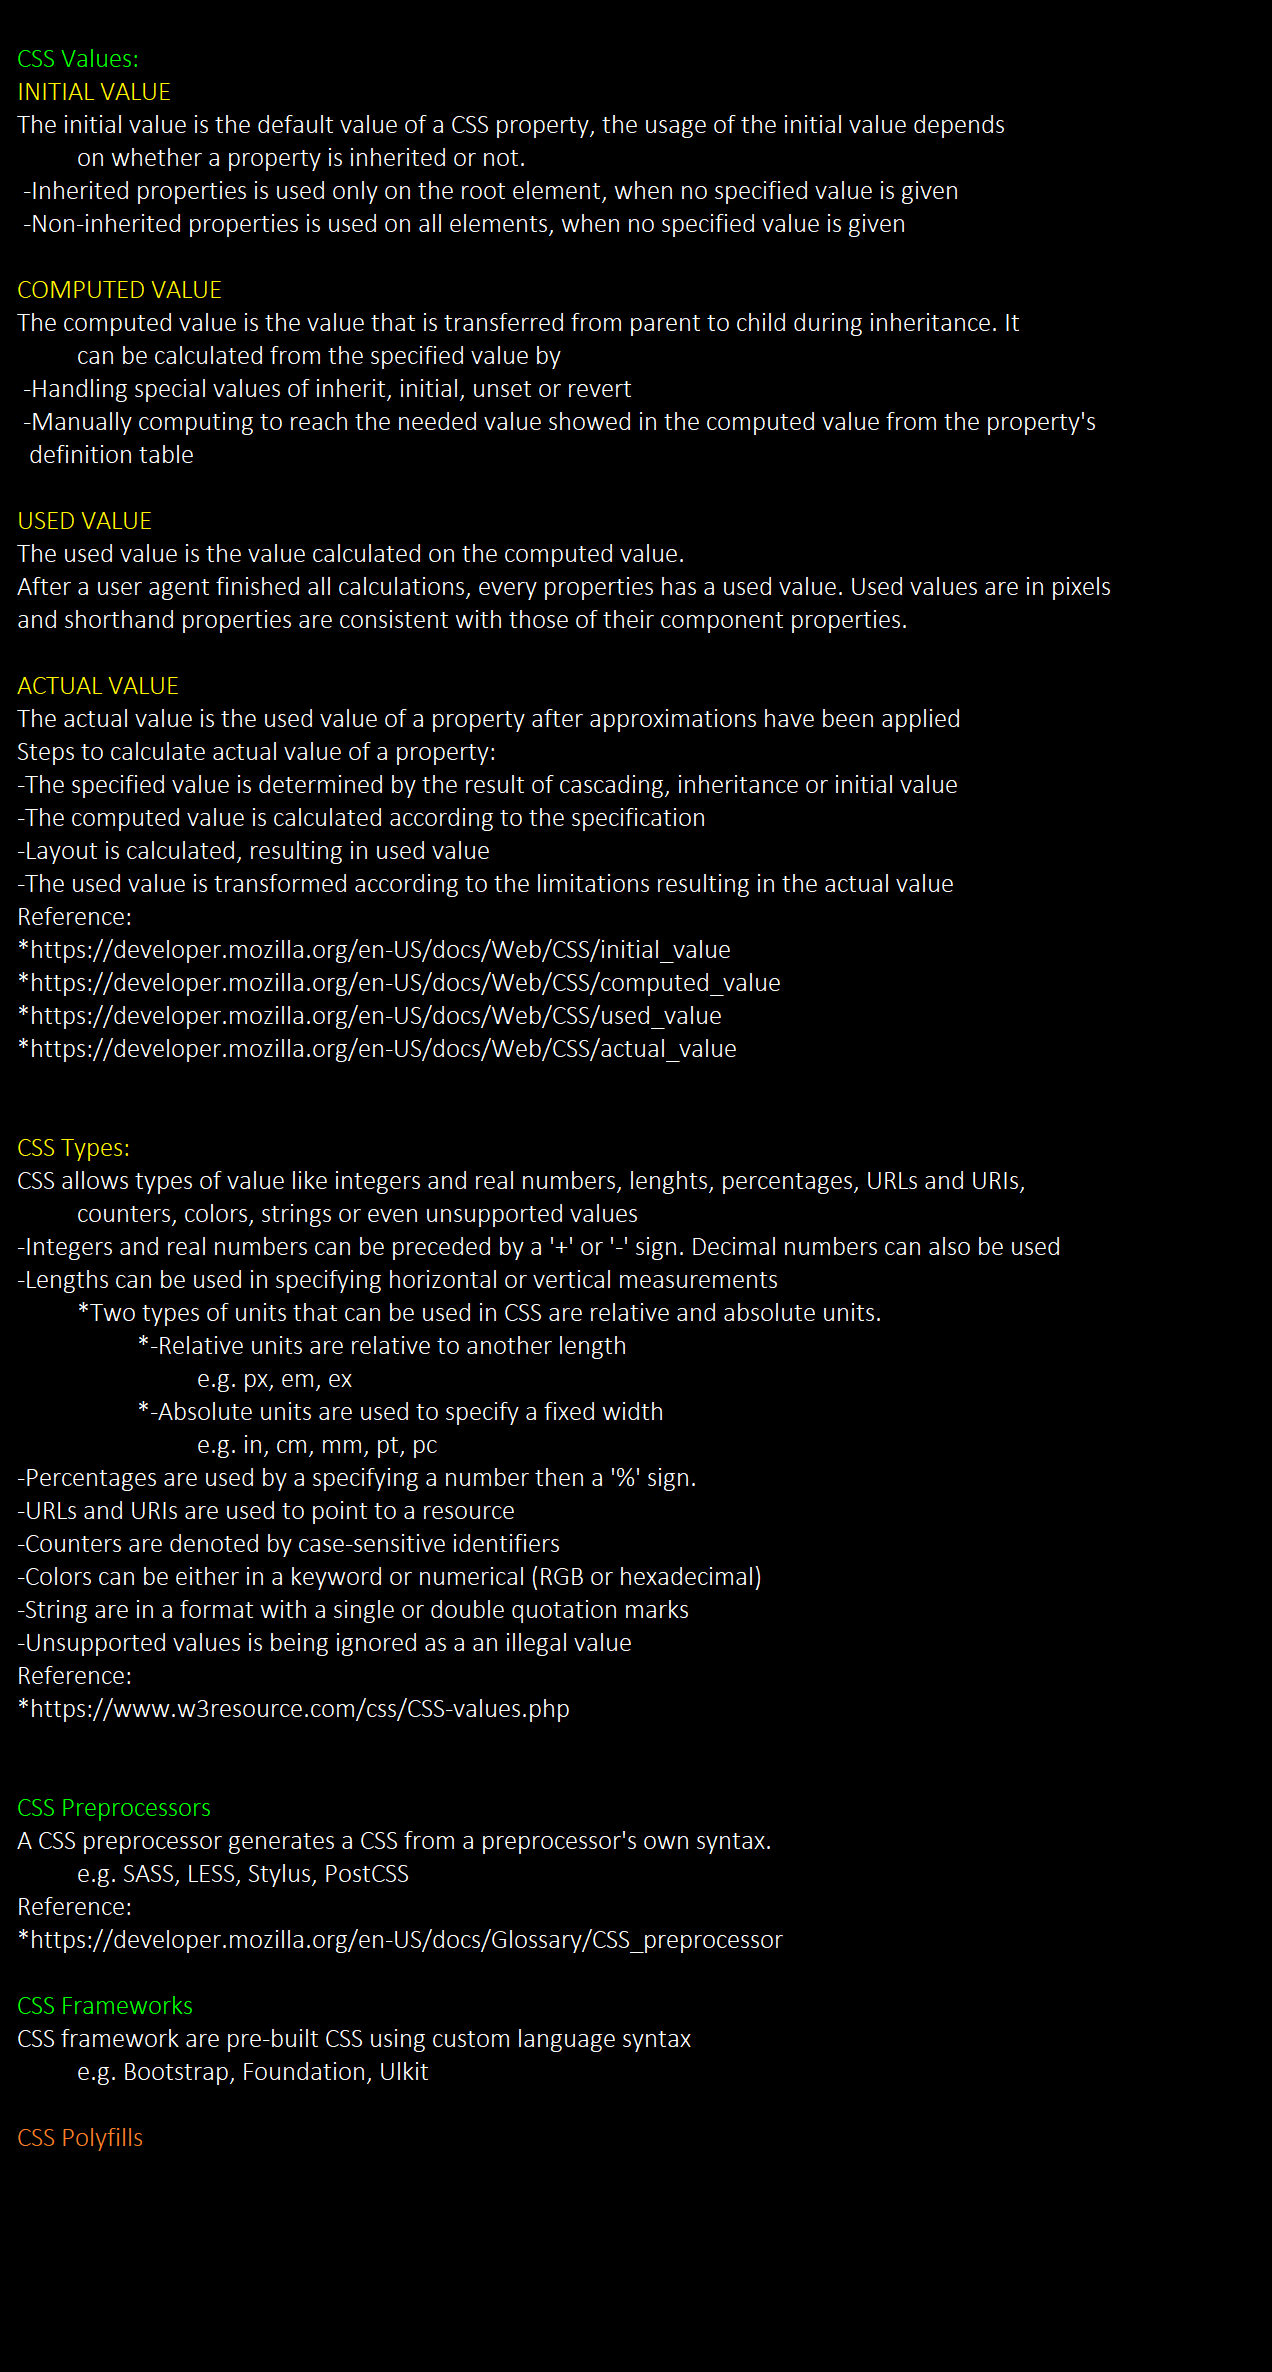 CSS Values:
INITIAL VALUE
The initial value is the default value of a CSS property, the usage of the initial value depends
on whether a property is inherited or not.
-Inherited properties is used only on the root element, when no specified value is given
-Non-inherited properties is used on all elements, when no specified value is given
COMPUTED VALUE
The computed value is the value that is transferred from parent to child during inheritance. It
can be calculated from the specified value by
-Handling special values of inherit, initial, unset or revert
-Manually computing to reach the needed value showed in the computed value from the property's
definition table
USED VALUE
The used value is the value calculated on the computed value.
After a user agent finished all calculations, every properties has a used value. Used values are in pixels
and shorthand properties are consistent with those of their component properties.
ACTUAL VALUE
The actual value is the used value of a property after approximations have been applied
Steps to calculate actual value of a property:
-The specified value is determined by the result of cascading, inheritance or initial value
-The computed value is calculated according to the specification
-Layout is calculated, resulting in used value
-The used value is transformed according to the limitations resulting in the actual value
Reference:
*https://developer.mozilla.org/en-US/docs/Web/CSS/initial_value
*https://developer.mozilla.org/en-US/docs/Web/CSS/computed_value
*https://developer.mozilla.org/en-US/docs/Web/CSS/used_value
*https://developer.mozilla.org/en-US/docs/Web/CSS/actual_value
CSS Types:
CSS allows types of value like integers and real numbers, lenghts, percentages, URLs and URIs,
counters, colors, strings or even unsupported values
-Integers and real numbers can be preceded by a '+' or '-' sign. Decimal numbers can also be used
-Lengths can be used in specifying horizontal or vertical measurements
*Two types of units that can be used in CSS are relative and absolute units.
*-Relative units are relative to another length
e.g. px, em, ex
*-Absolute units are used to specify a fixed width
e.g. in, cm, mm, pt, pc
-Percentages are used by a specifying a number then a '%' sign.
-URLs and URIs are used to point to a resource
-Counters are denoted by case-sensitive identifiers
-Colors can be either in a keyword or numerical (RGB or hexadecimal)
-String are in a format with a single or double quotation marks
-Unsupported values is being ignored as a an illegal value
Reference:
*https://www.w3resource.com/css/CSS-values.php
CSS Preprocessors
A CSS preprocessor generates a CSS from a preprocessor's own syntax.
e.g. SASS, LESS, Stylus, PostCSS
Reference:
*https://developer.mozilla.org/en-US/docs/Glossary/CSS_preprocessor
CSS Frameworks
CSS framework are pre-built CSS using custom language syntax
e.g. Bootstrap, Foundation, UIkit
CSS Polyfills